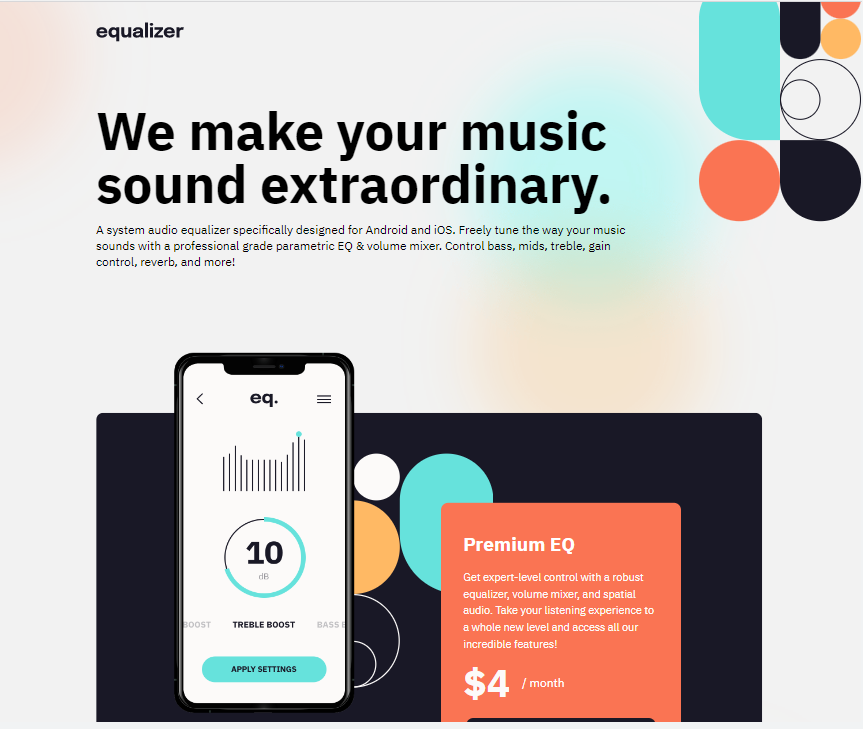 equalizer
We make your music
sound extraordinary.
A system audio equalizer specifically designed for Android and iOS. Freely tune the way your music
sounds with a professional grade parametric EQ & volume mixer. Control bass, mids, treble, gain
control, reverb, and more!
eq.
10
dB
BOOST TREBLE BOOST BASS
APPLY SETTINGS
Premium EQ
Get expert-level control with a robust
equalizer, volume mixer, and spatial
audio. Take your listening experience to
a whole new level and access all our
incredible features!
$4 / month